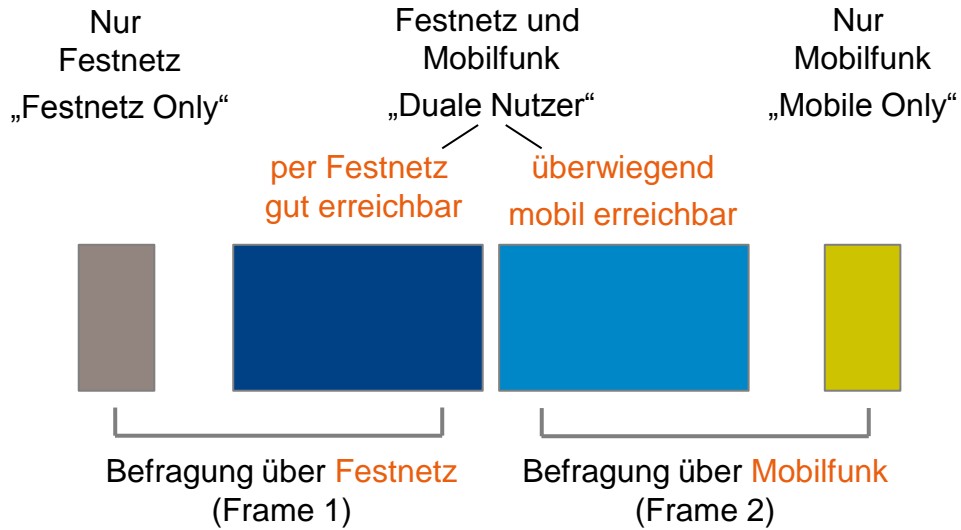 Nur
Festnetz
„Festnetz Only“
Festnetz und
Mobilfunk
„Duale Nutzer“
Nur
Mobilfunk
„Mobile Only“
per Festnetz
gut erreichbar
überwiegend
mobil erreichbar
Befragung über Festnetz
(Frame 1)
Befragung über Mobilfunk
(Frame 2)